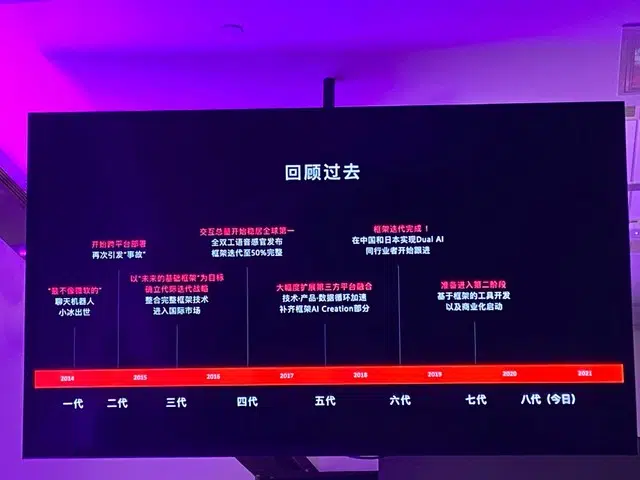 回顾过去
"最不像微软的"
聊天机器人
小冰出世
开始跨平台部署
再次引发"事故"
以"未来的基础框架"为目标
确立代际迭代战略
整合完整框架技术
进入国际市场
交互总量开始稳居全球第一
全双工语音感官发布
框架迭代至50%完整
大幅度扩展第三方平台融合
技术·产品·数据循环加速
补齐框架AI Creation部分
框架迭代完成！
在中国和日本实现Dual AI
同行业者开始跟进
准备进入第二阶段
基于框架的工具开发
以及商业化启动
2014 2015 2016 2017 2018 2019 2020 2021
一代 二代 三代 四代 五代 六代 七代 八代（今日）